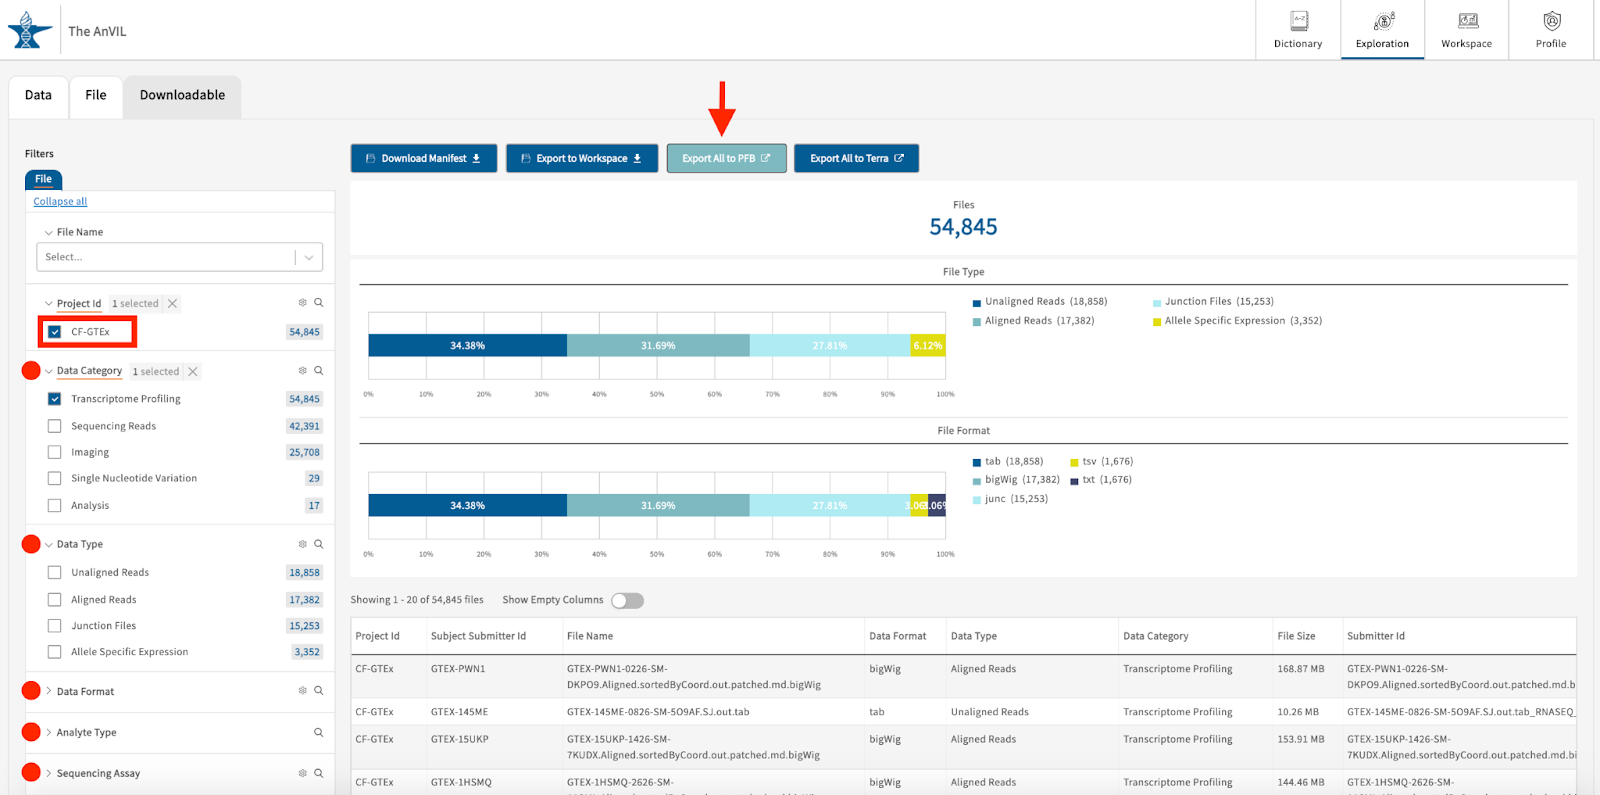 The AnVIL
Dictionary
Exploration
Workspace
Profile
Data
File
Downloadable
Filters
File
Collapse all
File Name
Select...
Project Id 1 selected
CF-GTEx 54,845
Data Category 1 selected
Transcriptome Profiling 54,845
Sequencing Reads 42,391
Imaging 25,708
Single Nucleotide Variation 29
Analysis 17
Data Type
Unaligned Reads 18,858
Aligned Reads 17,382
Junction Files 15,253
Allele Specific Expression 3,352
Data Format
Analyte Type
Sequencing Assay
Download Manifest
Export to Workspace
Export All to PFB
Export All to Terra
Files
54,845
File Type
Unaligned Reads (18,858) Junction Files (15,253)
Aligned Reads (17,382) Allele Specific Expression (3,352)
34.38% 31.69% 27.81% 6.12%
0% 10% 20% 30% 40% 50% 60% 70% 80% 90% 100%
File Format
tab (18,858) tsv (1,676)
bigWig (17,382) txt (1,676)
junc (15,253)
34.38% 31.69% 27.81%
0% 10% 20% 30% 40% 50% 60% 70% 80% 90% 100%
Showing 1 - 20 of 54,845 files Show Empty Columns
Project Id Subject Submitter Id File Name Data Format Data Type Data Category File Size Submitter Id
CF-GTEx GTEX-PWN1 GTEX-PWN1-0226-SM- bigWig Aligned Reads Transcriptome Profiling 168.87 MB GTEX-PWN1-0226-SM-
DKPO9.Aligned.sortedByCoord.out.patched.md.bigWig DKPO9.Aligned.sortedByCoord.out.patched.md.b
CF-GTEx GTEX-145ME GTEX-145ME-0826-SM-5O9AF.SJ.out.tab tab Unaligned Reads Transcriptome Profiling 10.26 MB GTEX-145ME-0826-SM-5O9AF.SJ.out.tab_RNASEQ_
CF-GTEx GTEX-15UKP GTEX-15UKP-1426-SM- bigWig Aligned Reads Transcriptome Profiling 153.91 MB GTEX-15UKP-1426-SM-
7KUDX.Aligned.sortedByCoord.out.patched.md.bigWig 7KUDX.Aligned.sortedByCoord.out.patched.md.b
CF-GTEx GTEX-1HSMQ GTEX-1HSMQ-2626-SM- bigWig Aligned Reads Transcriptome Profiling 144.46 MB GTEX-1HSMQ-2626-SM-